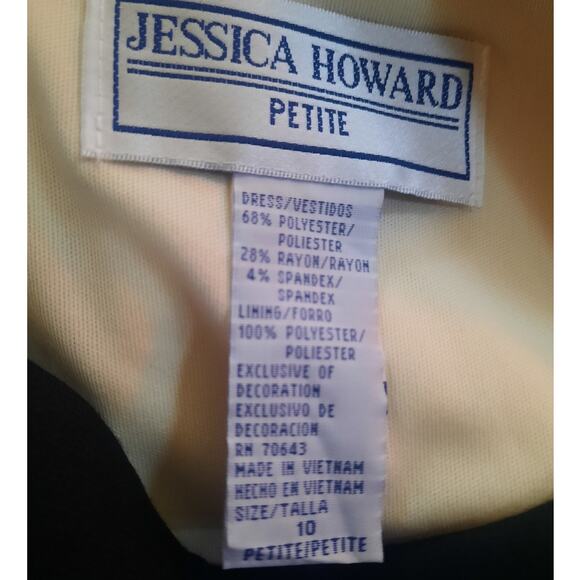 JESSICA HOWARD
PETITE
DRESS/VESTIDOS
68% POLYESTER/
POLIESTER
28% RAYON/RAYON
4% SPANDEX/
SPANDEX
LINING/FORRO
100% POLYESTER/
POLIESTER
EXCLUSIVE OF
DECORATION
EXCLUSIVO DE
DECORACION
RN 70643
MADE IN VIETNAM
HECHO EN VIETNAM
SIZE/TALLA
10
PETITE/PETITE